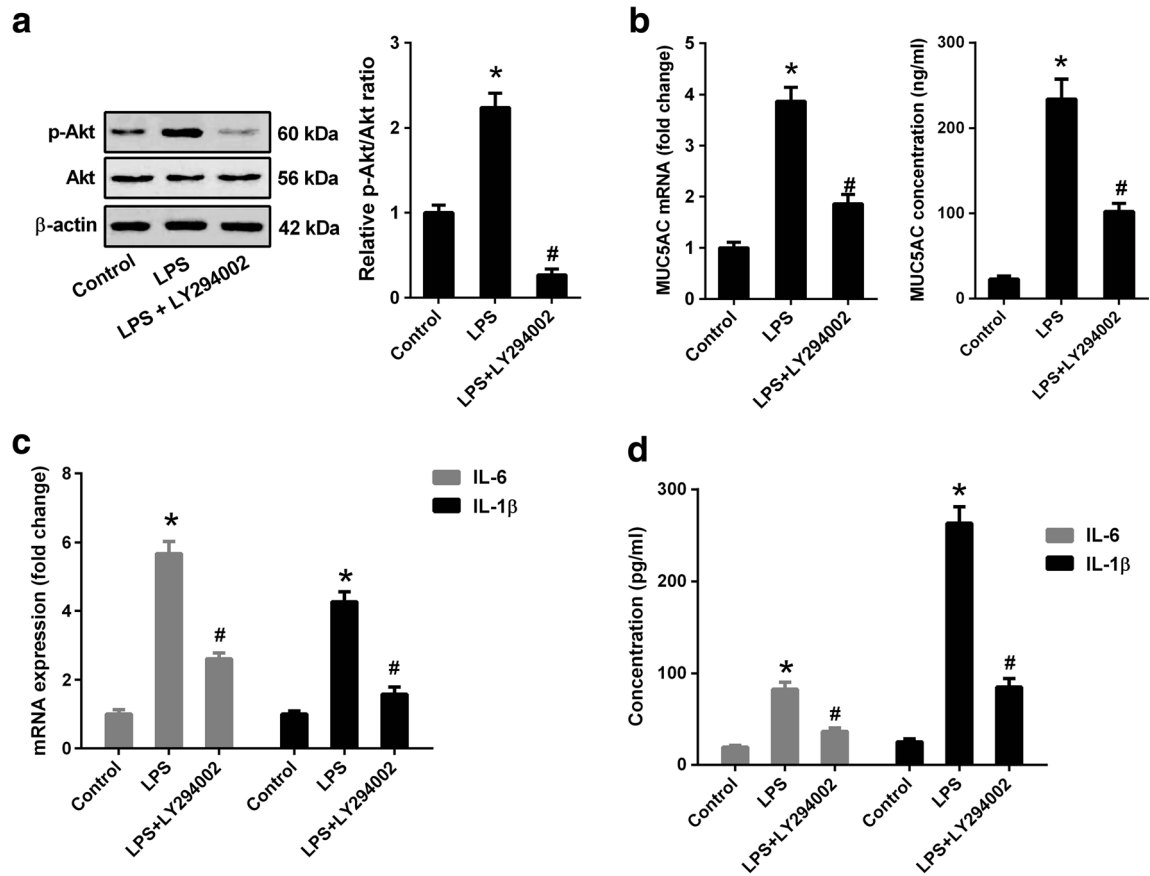 a
p-Akt
60 kDa
Akt
56 kDa
β-actin
42 kDa
Control
LPS
LPS + LY294002
Relative p-Akt/Akt ratio
3
2
1
0
*
#
Control
LPS
LPS+LY294002
b
MUC5AC mRNA (fold change)
5
4
3
2
1
0
*
#
Control
LPS
LPS+LY294002
MUC5AC concentration (ng/ml)
300
200
100
0
*
#
Control
LPS
LPS+LY294002
c
mRNA expression (fold change)
8
6
4
2
0
*
#
*
#
IL-6
IL-1β
Control
LPS
LPS+LY294002
Control
LPS
LPS+LY294002
d
Concentration (pg/ml)
300
200
100
0
*
#
*
#
IL-6
IL-1β
Control
LPS
LPS+LY294002
Control
LPS
LPS+LY294002